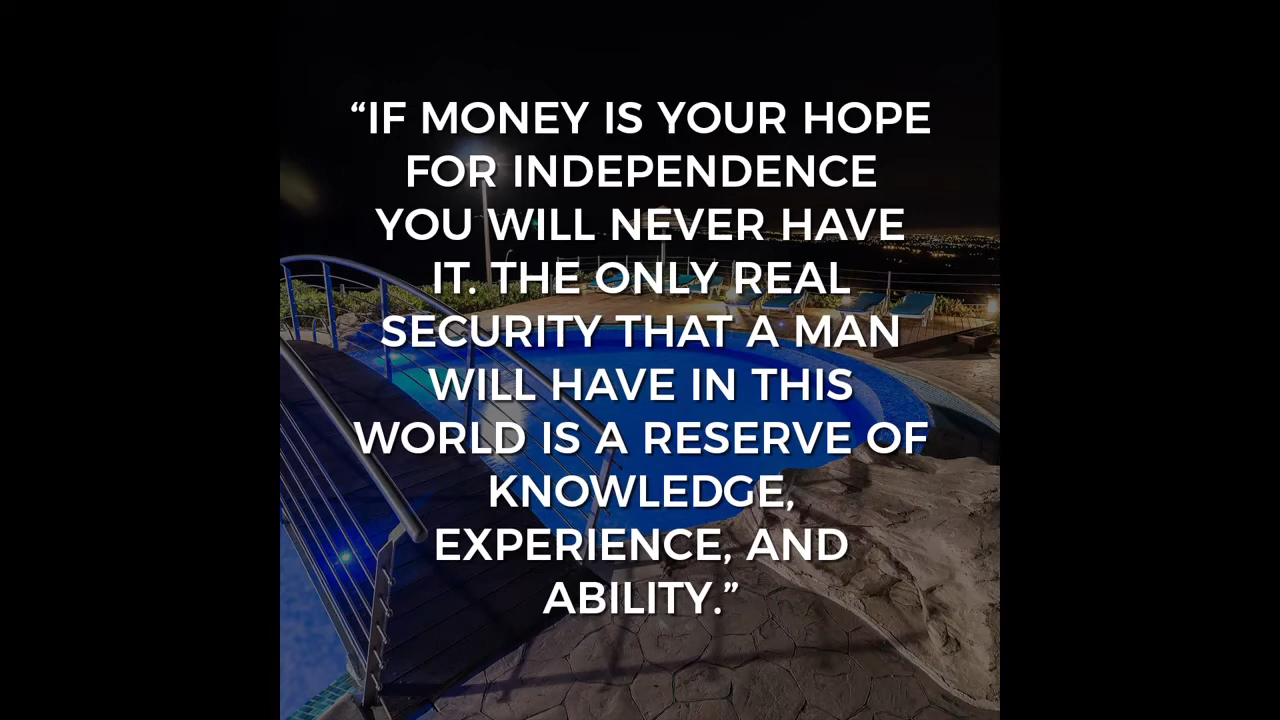 “IF MONEY IS YOUR HOPE
FOR INDEPENDENCE
YOU WILL NEVER HAVE
IT. THE ONLY REAL
SECURITY THAT A MAN
WILL HAVE IN THIS
WORLD IS A RESERVE OF
KNOWLEDGE,
EXPERIENCE, AND
ABILITY.”